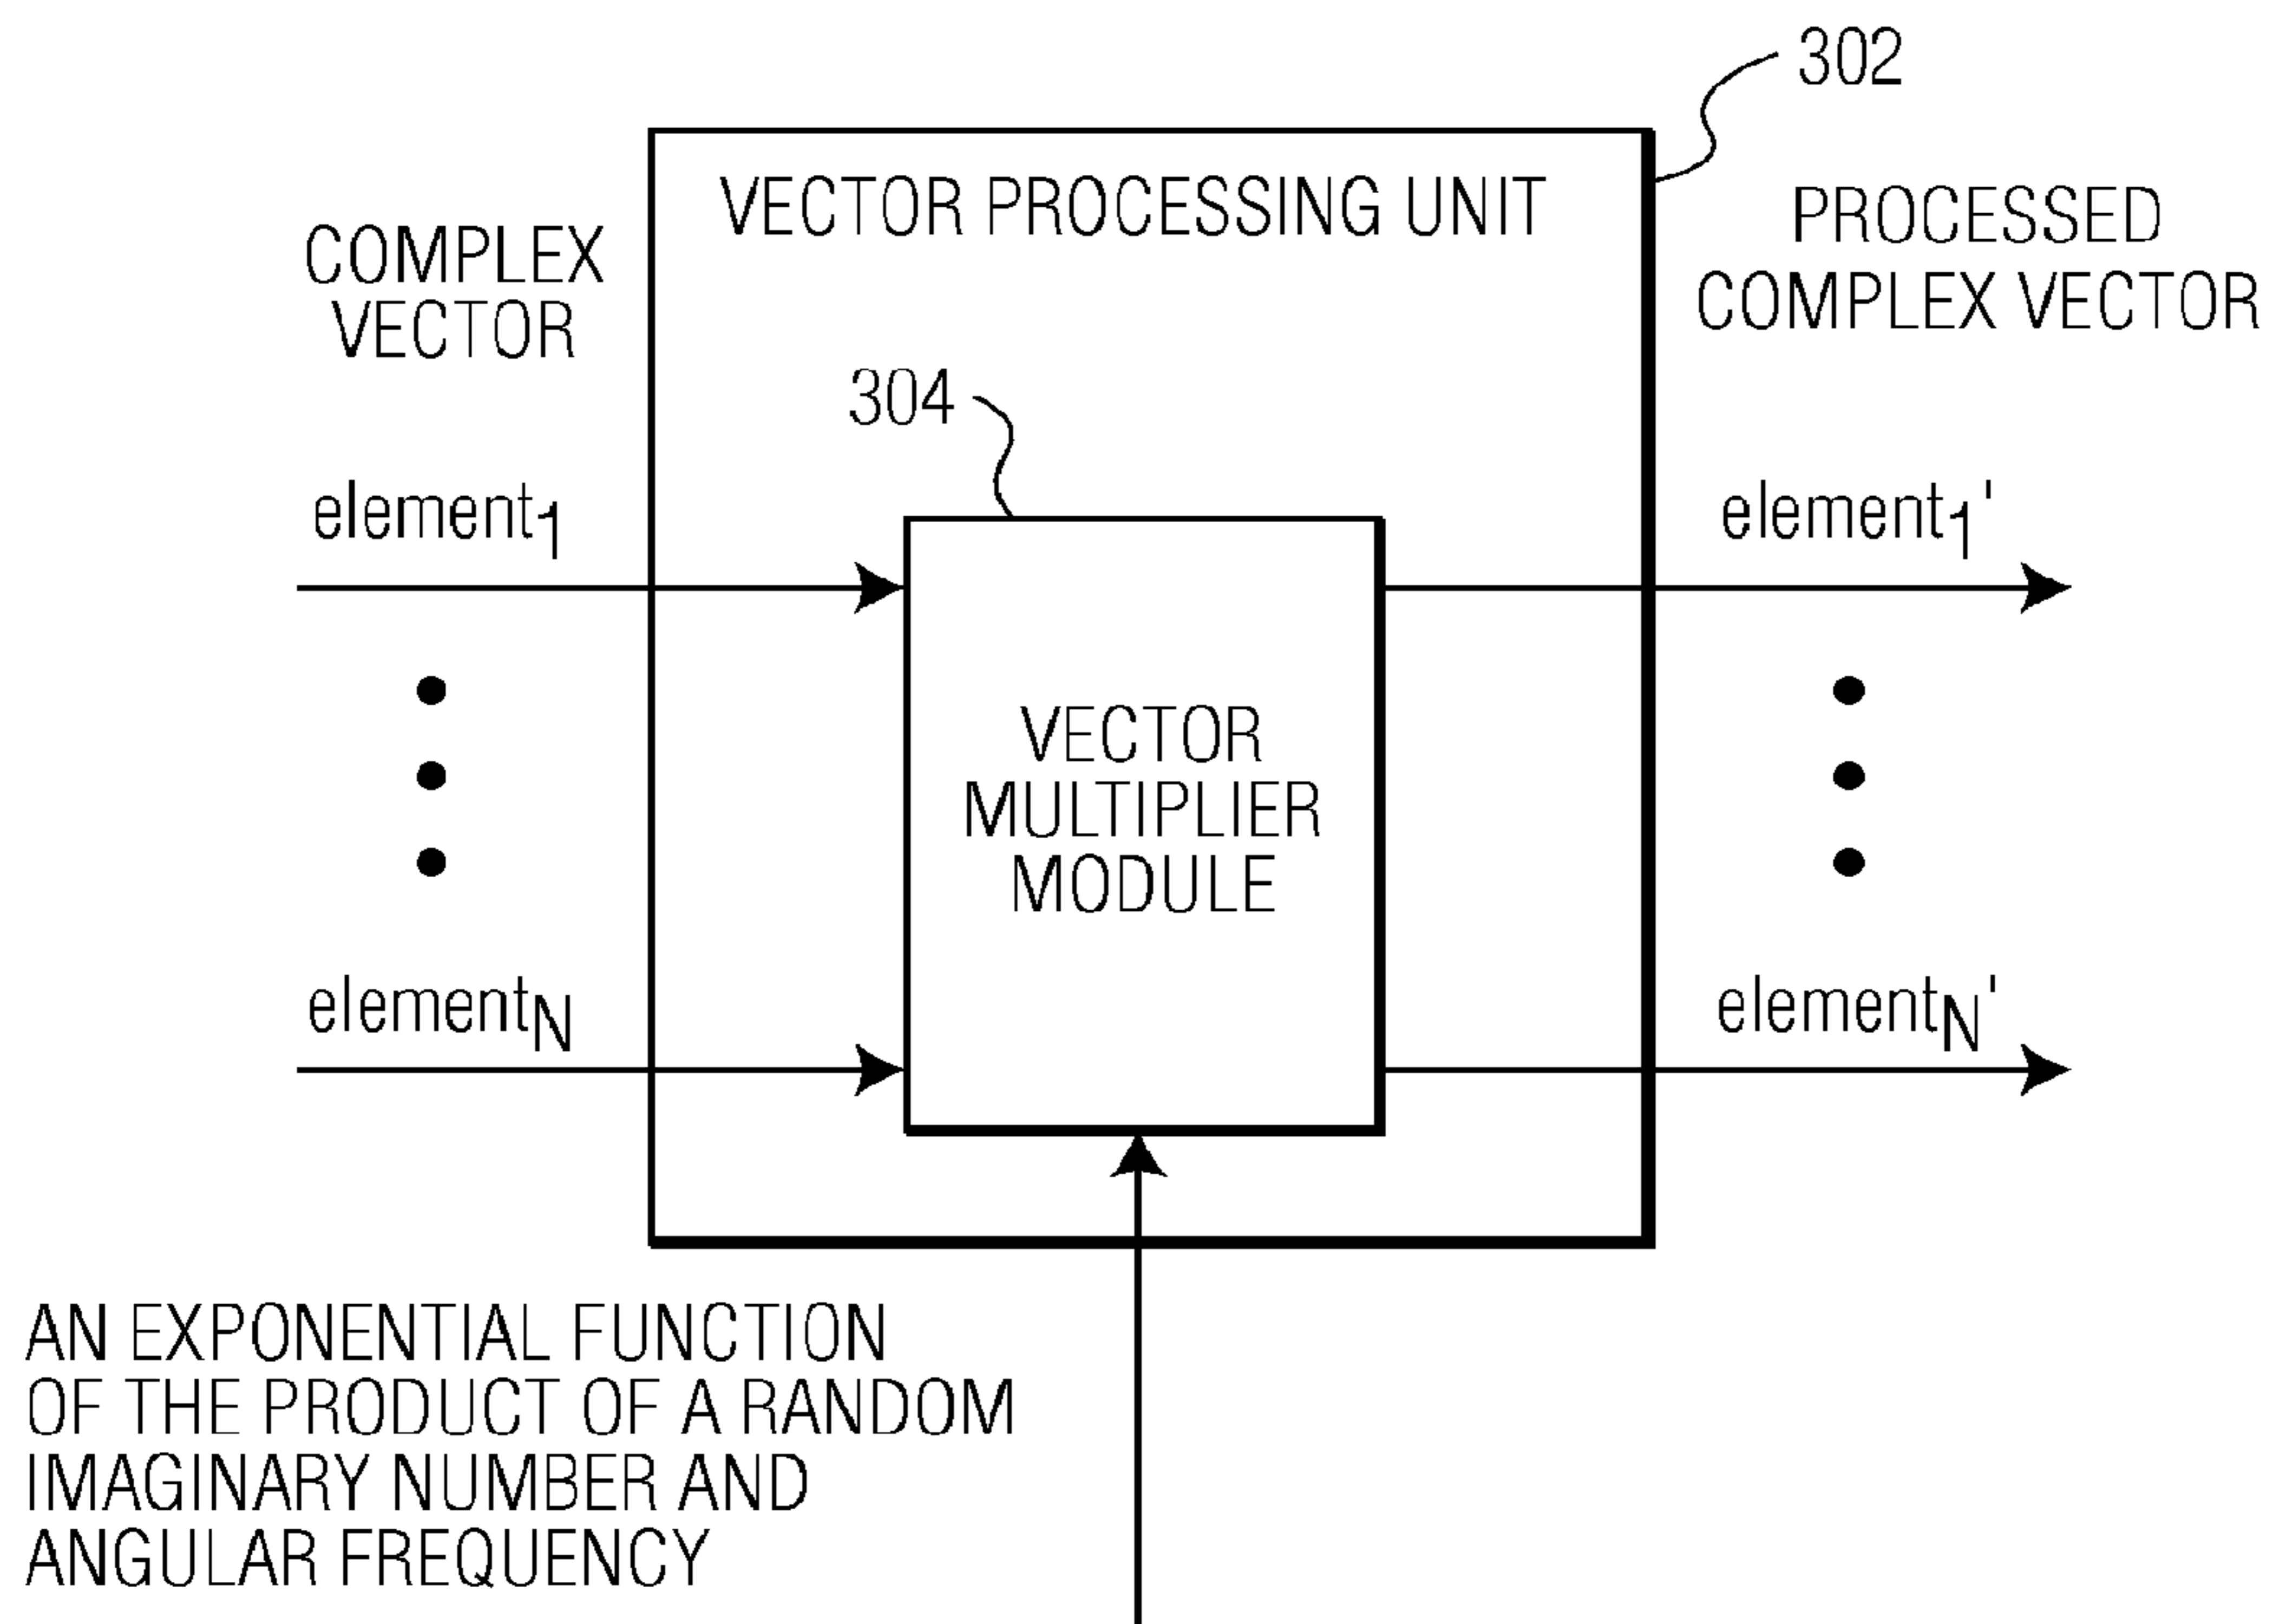 302
VECTOR PROCESSING UNIT
COMPLEX
VECTOR
PROCESSED
COMPLEX VECTOR
304
element1
element1'
VECTOR
MULTIPLIER
MODULE
elementN
elementN'
AN EXPONENTIAL FUNCTION
OF THE PRODUCT OF A RANDOM
IMAGINARY NUMBER AND
ANGULAR FREQUENCY